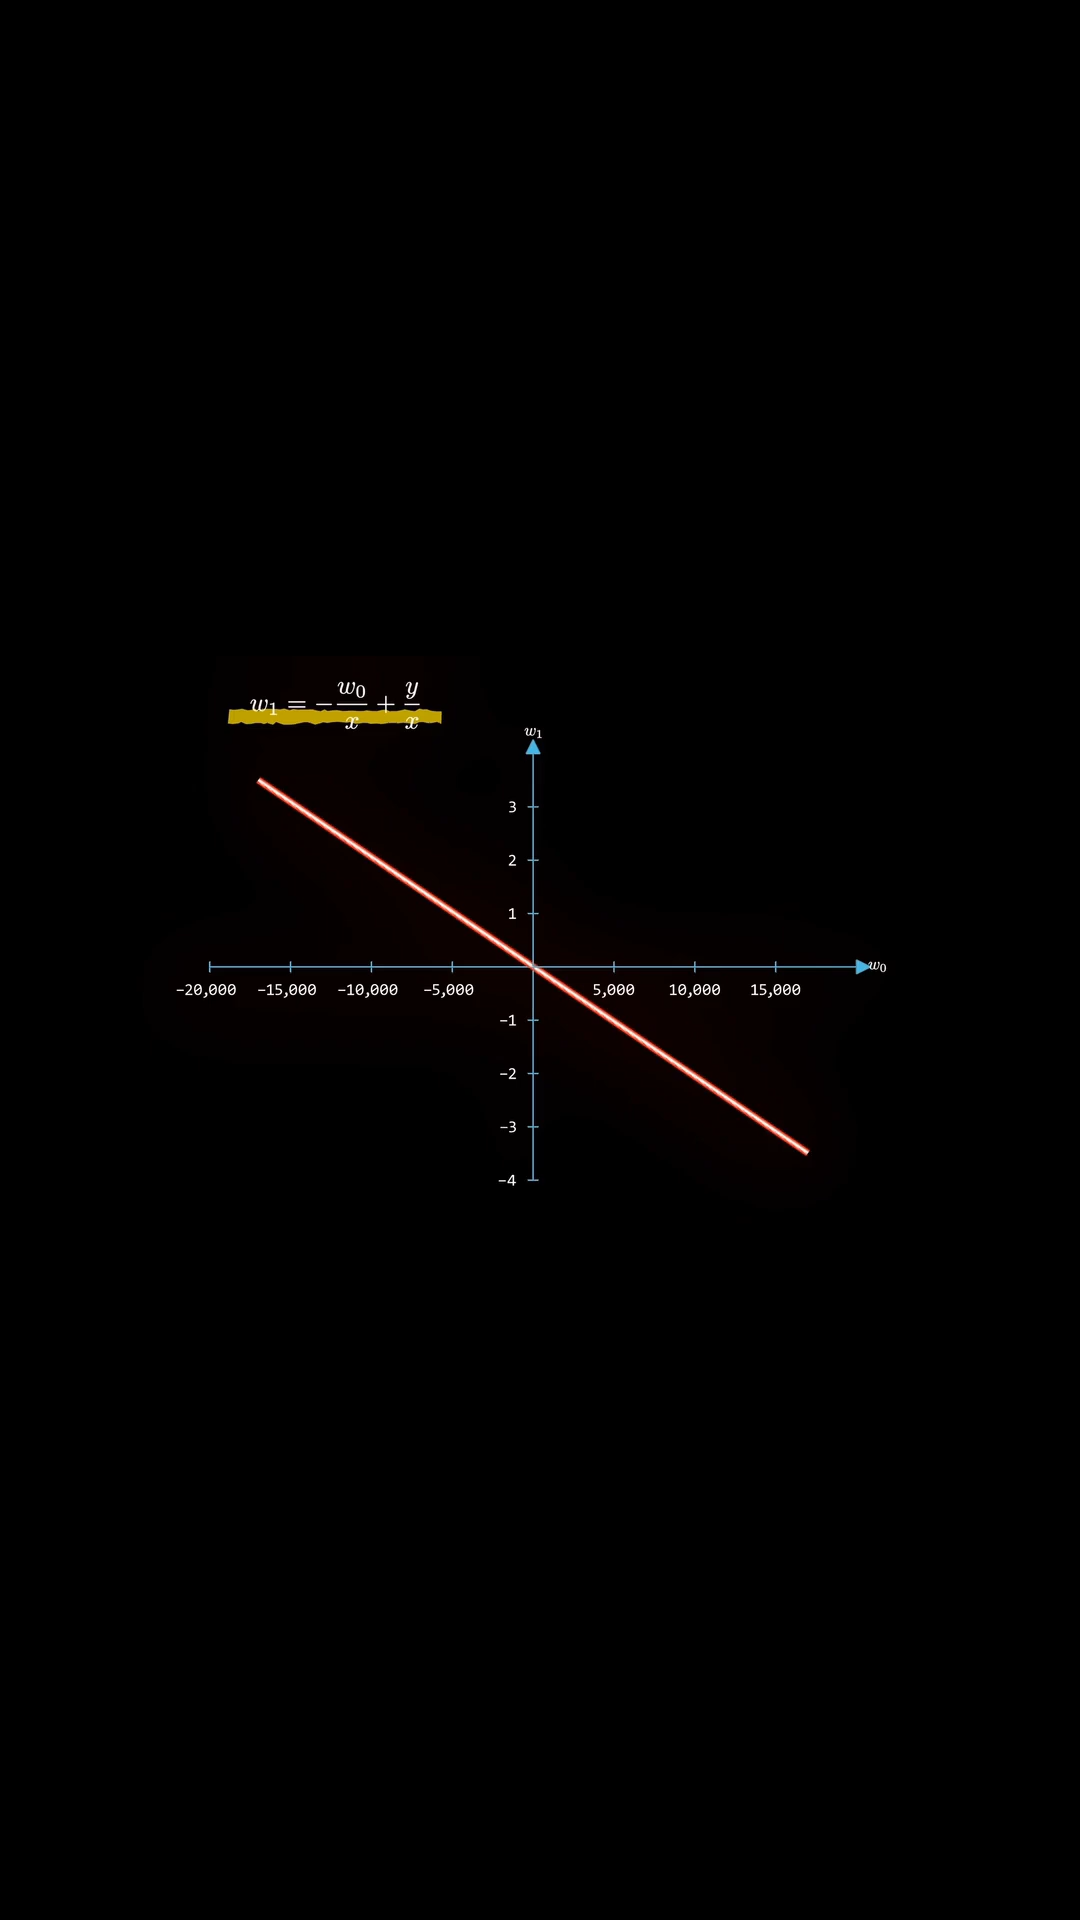 w₁ = −w₀/x + y/x
w₁
3
2
1
w₀
−20,000 −15,000 −10,000 −5,000 5,000 10,000 15,000
−1
−2
−3
−4